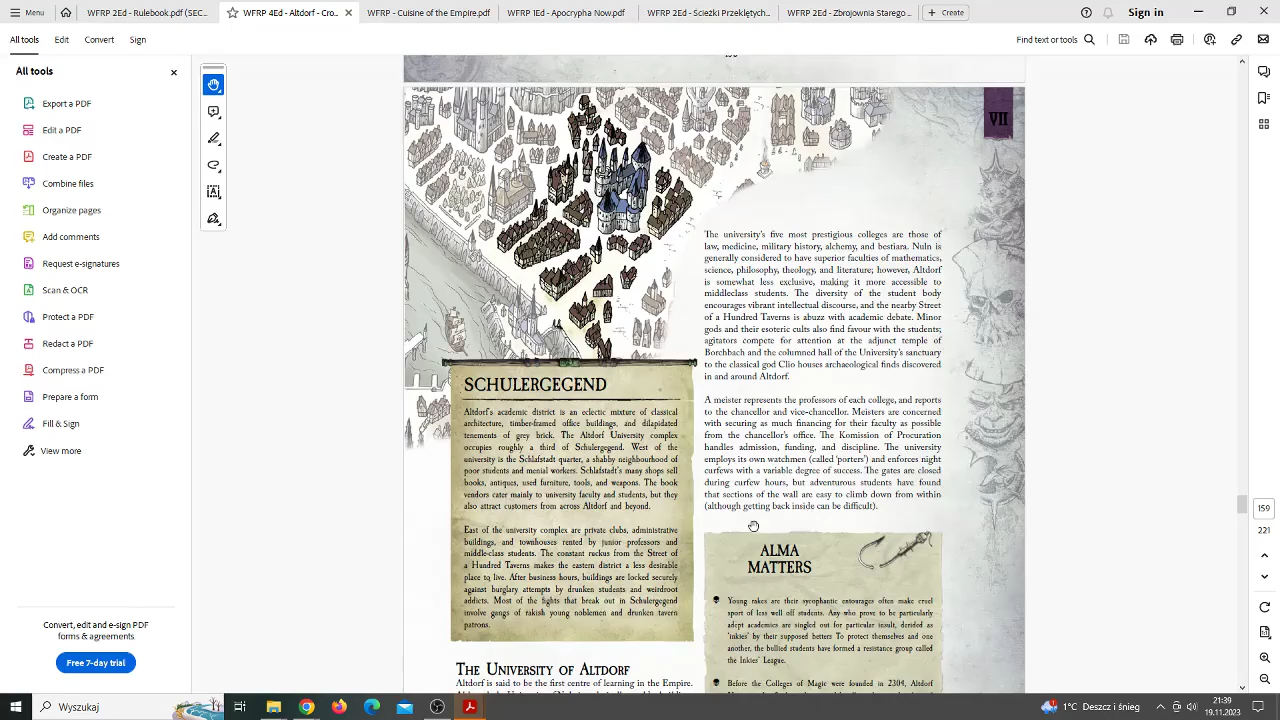 WFRP 2Ed - Rulebook.pdf (SEC...
WFRP 4Ed - Altdorf - Cro...
WFRP - Cuisine of the Empire.pdf
WFRP 1Ed - Apocrypha Now.pdf
WFRP 2Ed - Ścieżki Przeklętych...
WFRP 2Ed - Zbrojownia Starego ...
+ Create
Sign in
All tools
Edit
Convert
Sign
Find text or tools
All tools
Export a PDF
Edit a PDF
Create a PDF
Combine files
Organize pages
Add comments
Request e-signatures
Scan & OCR
Protect a PDF
Redact a PDF
Compress a PDF
Prepare a form
Fill & Sign
View more
Convert, edit and e-sign PDF
forms & agreements
Free 7-day trial
VII
SCHULERGEGEND
Altdorf's academic district is an eclectic mixture of classical
architecture, timber-framed office buildings, and dilapidated
tenements of grey brick. The Altdorf University complex
occupies roughly a third of Schulergegend. West of the
university is the Schlafstadt quarter, a shabby neighbourhood of
poor students and menial workers. Schlafstadt's many shops sell
books, antiques, used furniture, tools, and weapons. The book
vendors cater mainly to university faculty and students, but they
also attract customers from across Altdorf and beyond.
East of the university complex are private clubs, administrative
buildings, and townhouses rented by junior professors and
middle-class students. The constant ruckus from the Street of
a Hundred Taverns makes the eastern district a less desirable
place to live. After business hours, buildings are locked securely
against burglary attempts by drunken students and weirdroot
addicts. Most of the fights that break out in Schulergegend
involve gangs of rakish young noblemen and drunken tavern
patrons.
THE UNIVERSITY OF ALTDORF
Altdorf is said to be the first centre of learning in the Empire.
The university's five most prestigious colleges are those of
law, medicine, military history, alchemy, and bestiara. Nuln is
generally considered to have superior faculties of mathematics,
science, philosophy, theology, and literature; however, Altdorf
is somewhat less exclusive, making it more accessible to
middleclass students. The diversity of the student body
encourages vibrant intellectual discourse, and the nearby Street
of a Hundred Taverns is abuzz with academic debate. Minor
gods and their esoteric cults also find favour with the students;
agitators compete for attention at the adjunct temple of
Borchbach and the columned hall of the University's sanctuary
to the classical god Clio houses archaeological finds discovered
in and around Altdorf.
A meister represents the professors of each college, and reports
to the chancellor and vice-chancellor. Meisters are concerned
with securing as much financing for their faculty as possible
from the chancellor's office. The Komission of Procuration
handles admission, funding, and discipline. The university
employs its own watchmen (called 'porters') and enforces night
curfews with a variable degree of success. The gates are closed
during curfew hours, but adventurous students have found
that sections of the wall are easy to climb down from within
(although getting back inside can be difficult).
ALMA
MATTERS
Young rakes are their sycophantic entourages often make cruel
sport of less well off students. Any who prove to be particularly
adept academics are singled out for particular insult, derided as
'inkies' by their supposed betters To protect themselves and one
another, the bullied students have formed a resistance group called
the Inkies' League.
Before the Colleges of Magic were founded in 2304, Altdorf
159
221
Wyszukaj
1°C Deszcz i śnieg
21:39
19.11.2023